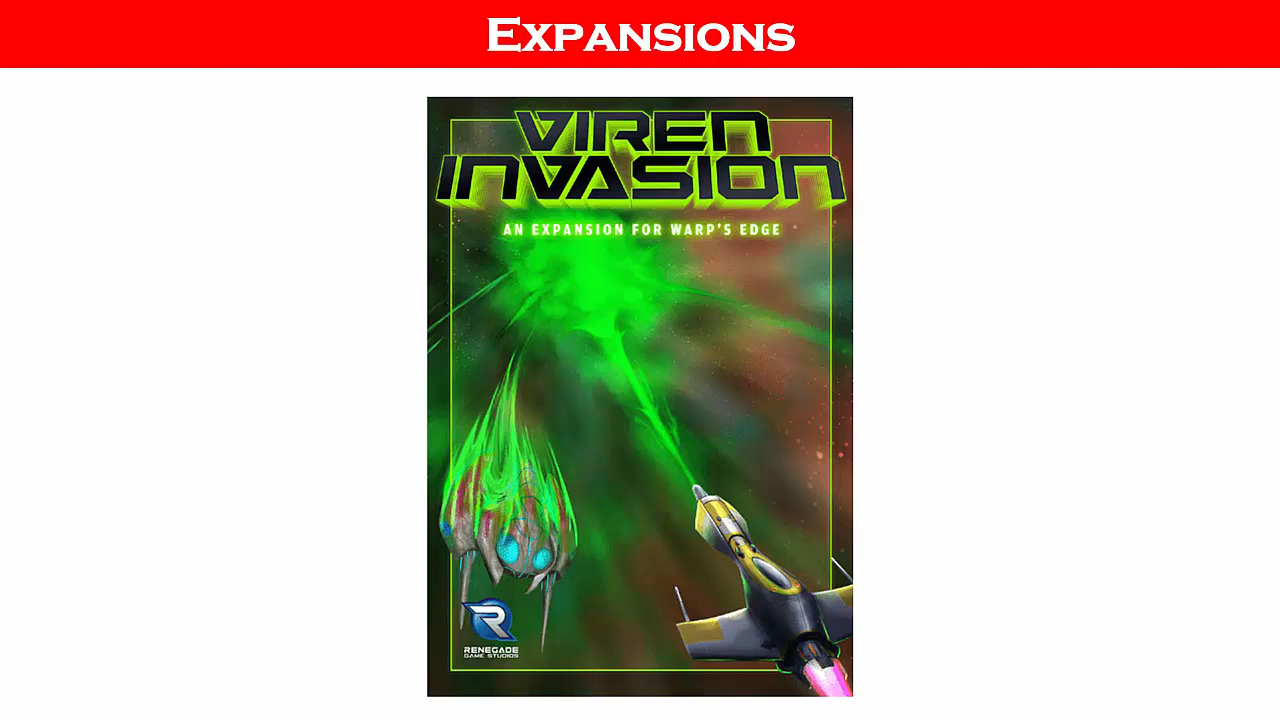 Expansions
VIREN
INVASION
AN EXPANSION FOR WARP'S EDGE
R
RENEGADE
GAME STUDIOS